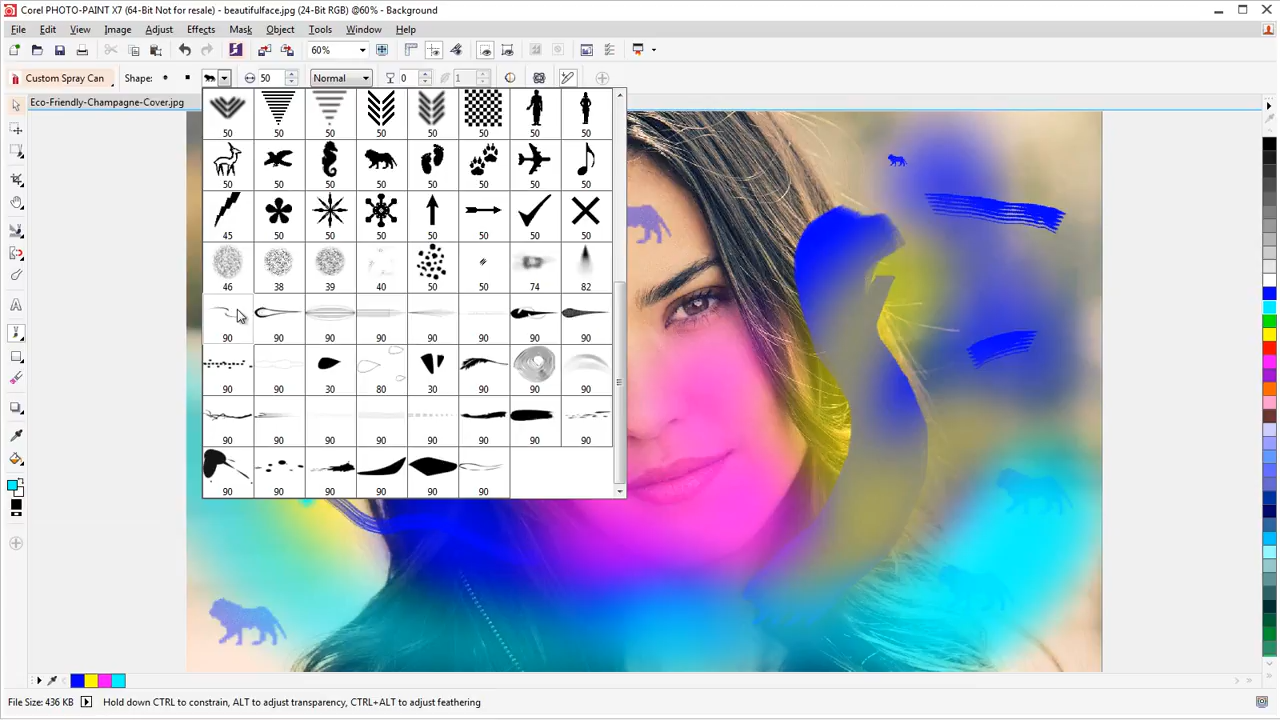 Corel PHOTO-PAINT X7 (64-Bit Not for resale) - beautifulface.jpg (24-Bit RGB) @60% - Background
File Edit View Image Adjust Effects Mask Object Tools Window Help
60%
Custom Spray Can Shape: 50 Normal 0 1
Eco-Friendly-Champagne-Cover.jpg
50 50 50 50 50 50 50 50
50 50 50 50 50 50 50 50
45 50 50 50 50 50 50 50
46 38 39 40 50 50 74 82
90 90 90 90 90 90 90 90
90 90 30 80 30 90 90 90
90 90 90 90 90 90 90 90
90 90 90 90 90 90
File Size: 436 KB Hold down CTRL to constrain, ALT to adjust transparency, CTRL+ALT to adjust feathering